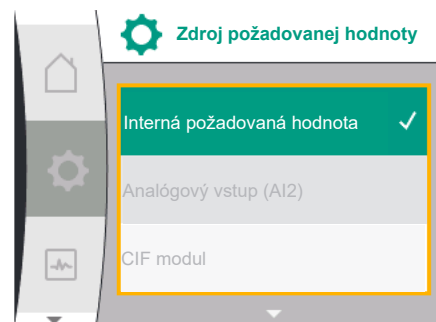 Zdroj požadovanej hodnoty
Interná požadovaná hodnota
Analógový vstup (AI2)
CIF modul